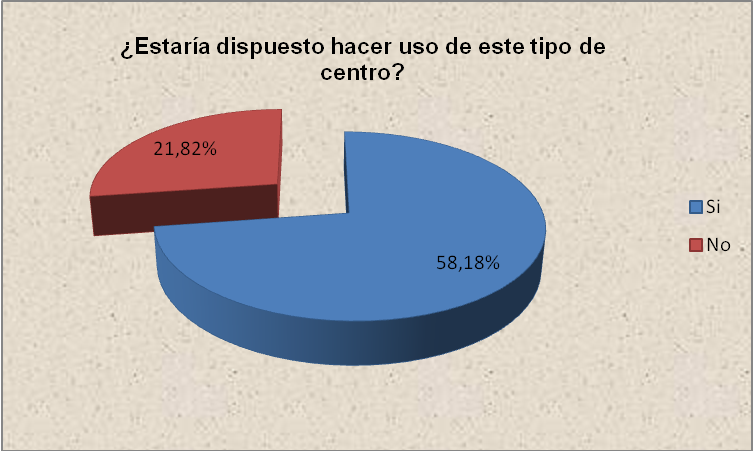 ¿Estaría dispuesto hacer uso de este tipo de
centro?
21,82%
Si
No
58,18%